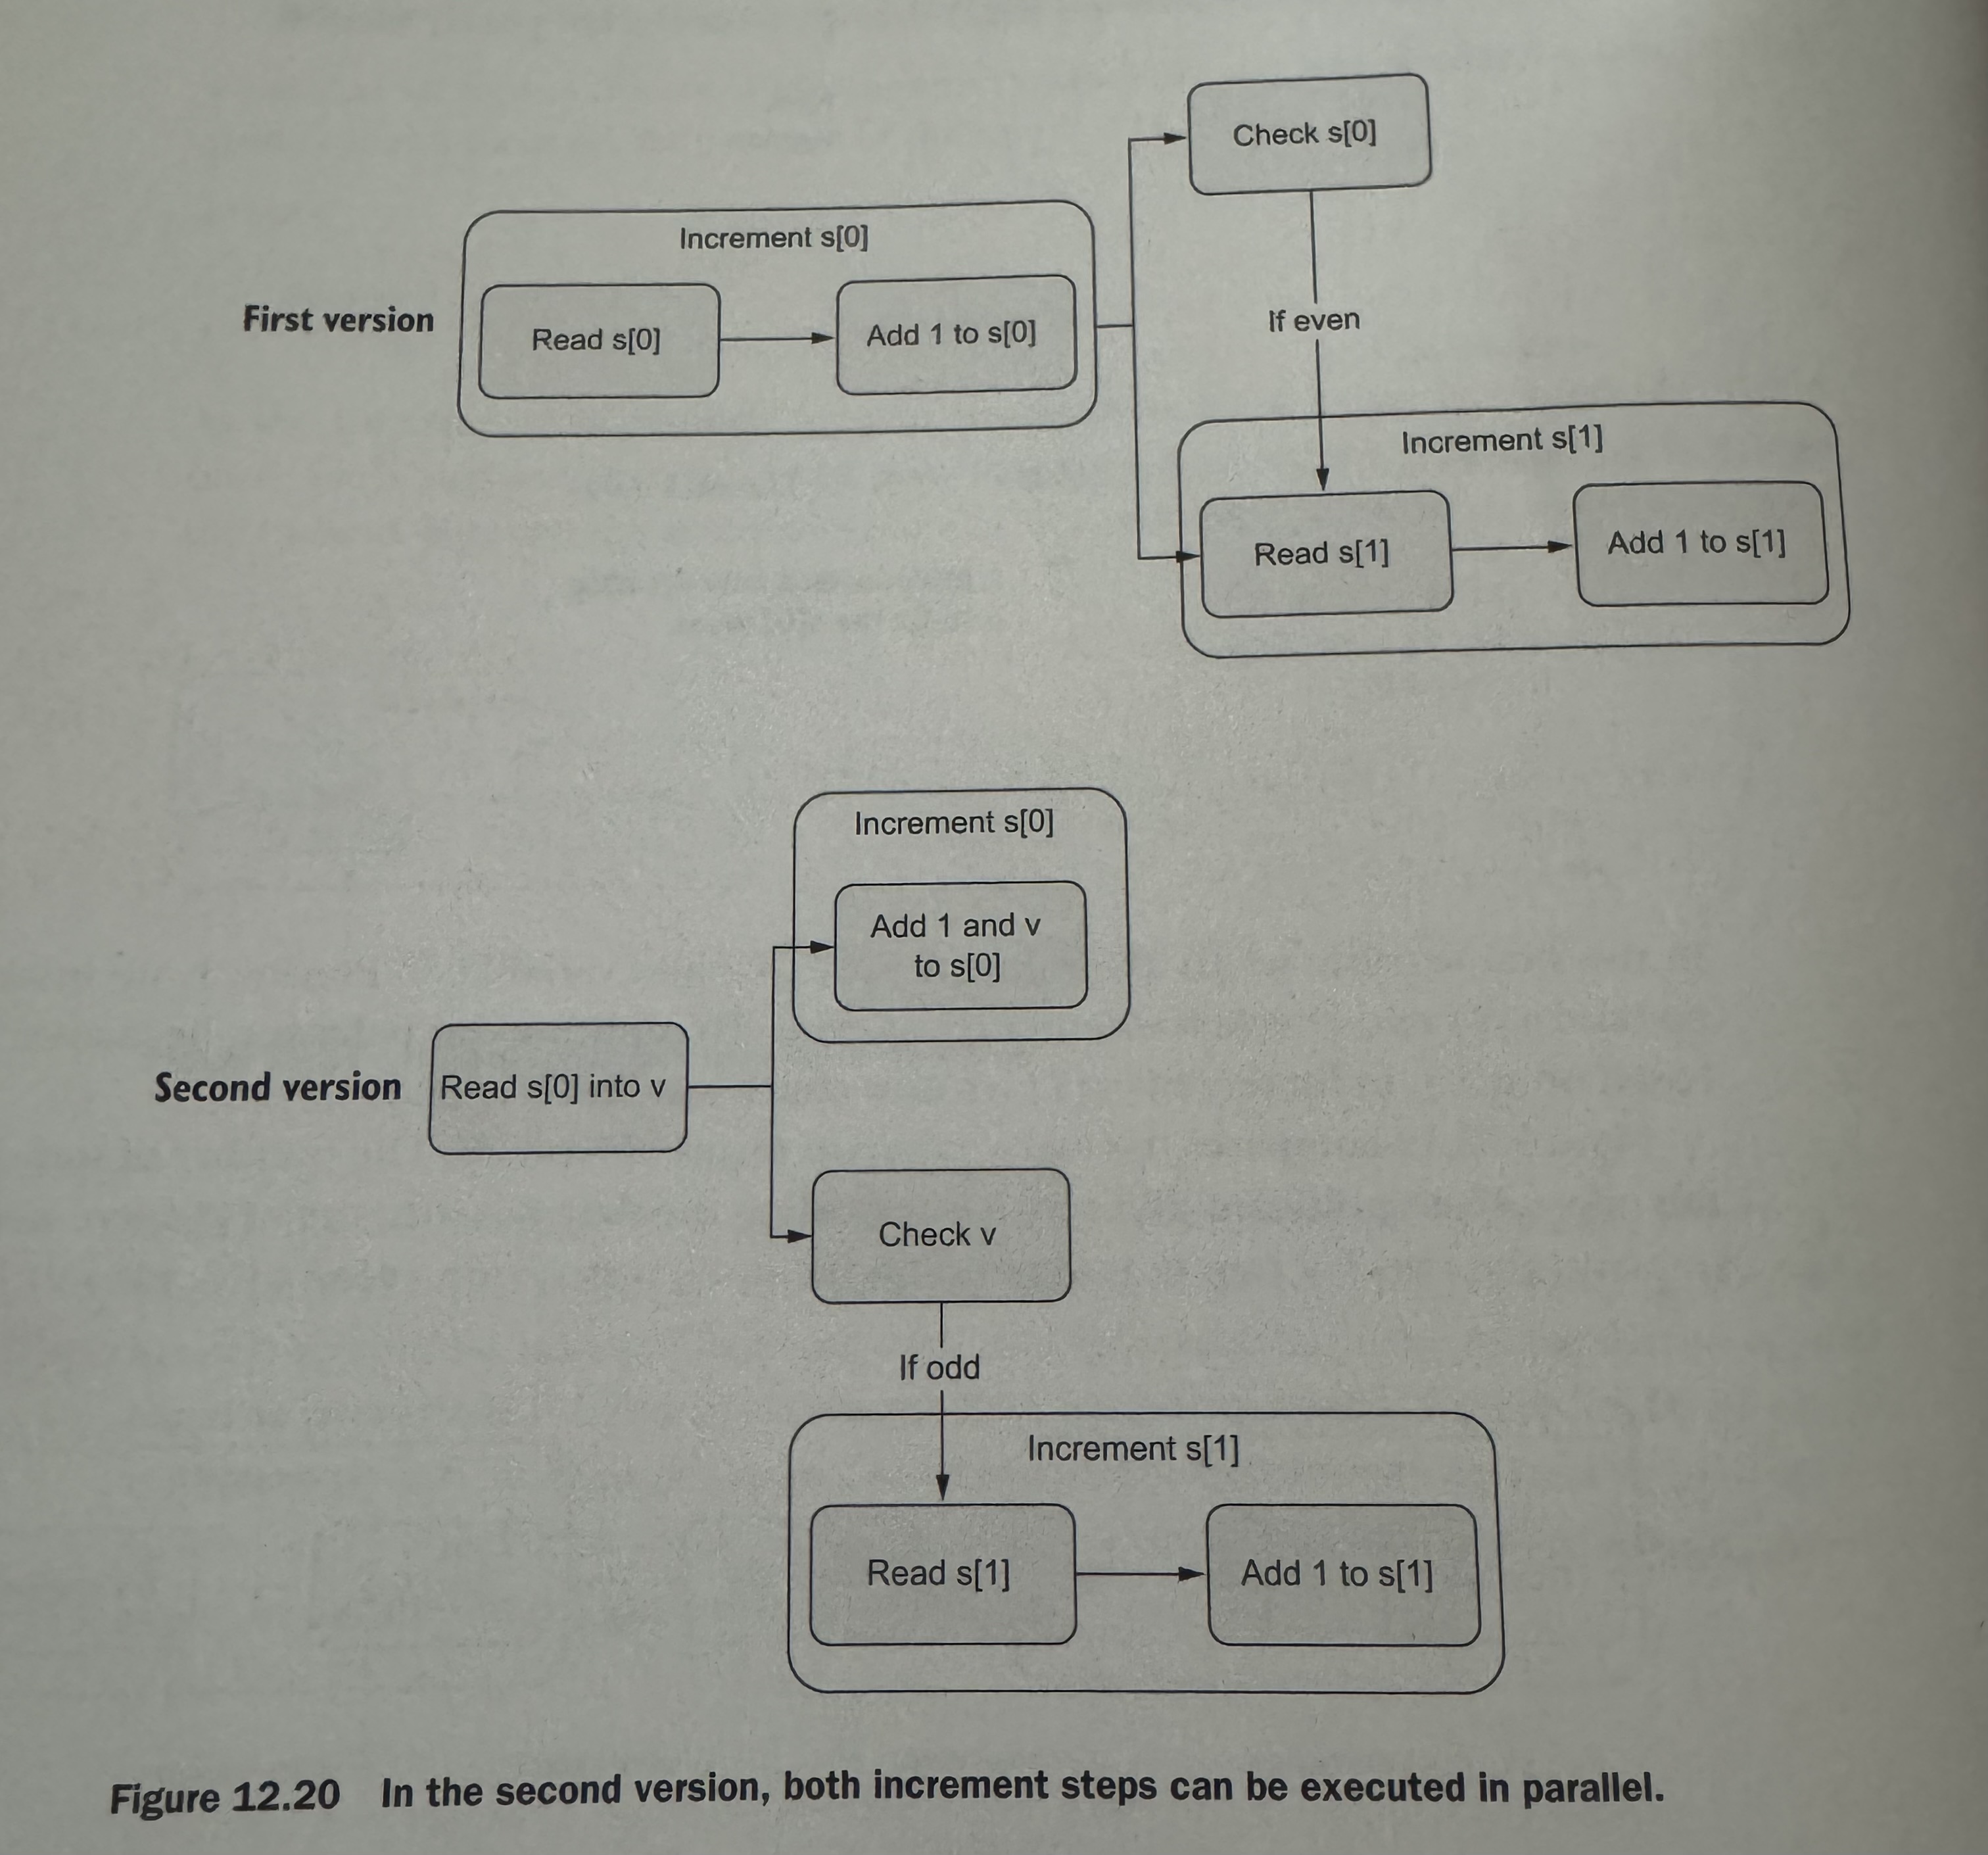 Check s[0]
Increment s[0]
First version
Read s[0]
Add 1 to s[0]
If even
Increment s[1]
Read s[1]
Add 1 to s[1]
Increment s[0]
Add 1 and v
to s[0]
Second version
Read s[0] into v
Check v
If odd
Increment s[1]
Read s[1]
Add 1 to s[1]
Figure 12.20 In the second version, both increment steps can be executed in parallel.